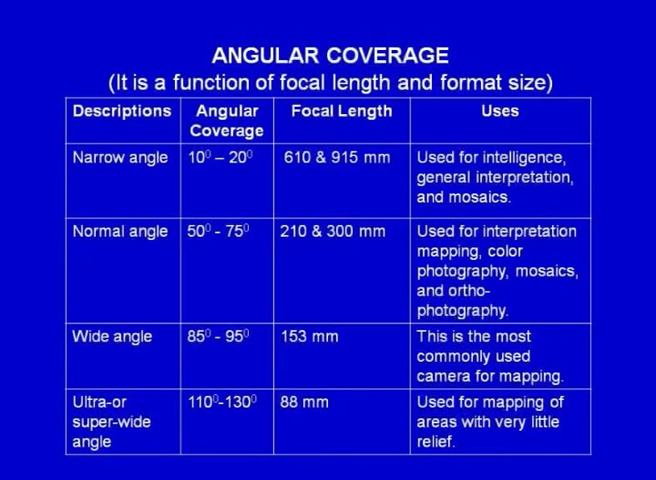 ANGULAR COVERAGE
(It is a function of focal length and format size)
Descriptions
Angular
Coverage
Focal Length
Uses
Narrow angle
10⁰ – 20⁰
610 & 915 mm
Used for intelligence,
general interpretation,
and mosaics.
Normal angle
50⁰ - 75⁰
210 & 300 mm
Used for interpretation
mapping, color
photography, mosaics,
and ortho-
photography.
Wide angle
85⁰ - 95⁰
153 mm
This is the most
commonly used
camera for mapping.
Ultra-or
super-wide
angle
110⁰-130⁰
88 mm
Used for mapping of
areas with very little
relief.